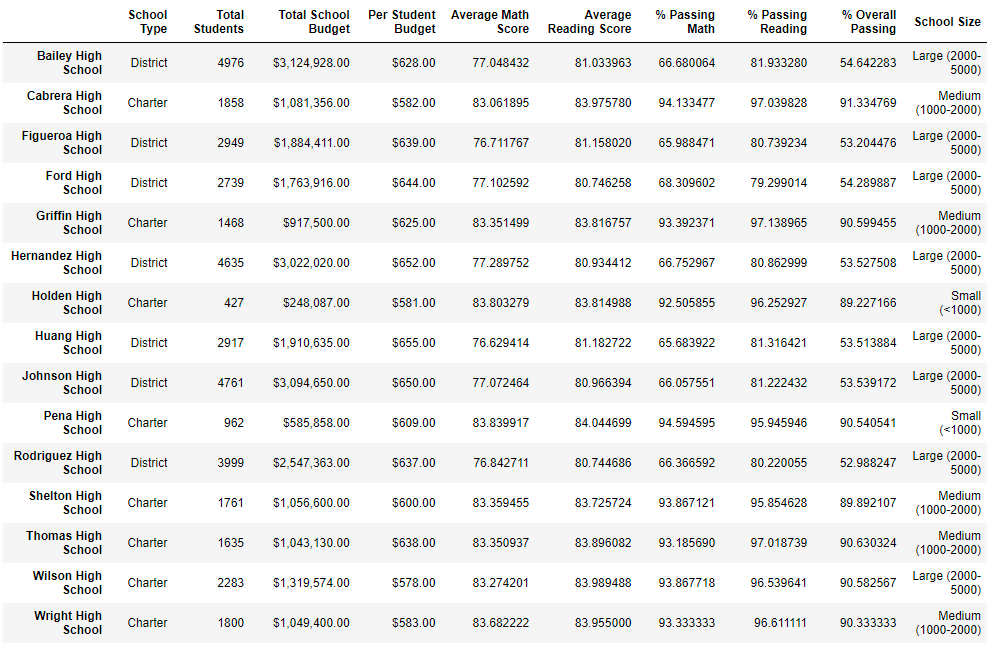 School Type Total Students Total School Budget Per Student Budget Average Math Score Average Reading Score % Passing Math % Passing Reading % Overall Passing School Size
Bailey High School District 4976 $3,124,928.00 $628.00 77.048432 81.033963 66.680064 81.933280 54.642283 Large (2000-5000)
Cabrera High School Charter 1858 $1,081,356.00 $582.00 83.061895 83.975780 94.133477 97.039828 91.334769 Medium (1000-2000)
Figueroa High School District 2949 $1,884,411.00 $639.00 76.711767 81.158020 65.988471 80.739234 53.204476 Large (2000-5000)
Ford High School District 2739 $1,763,916.00 $644.00 77.102592 80.746258 68.309602 79.299014 54.289887 Large (2000-5000)
Griffin High School Charter 1468 $917,500.00 $625.00 83.351499 83.816757 93.392371 97.138965 90.599455 Medium (1000-2000)
Hernandez High School District 4635 $3,022,020.00 $652.00 77.289752 80.934412 66.752967 80.862999 53.527508 Large (2000-5000)
Holden High School Charter 427 $248,087.00 $581.00 83.803279 83.814988 92.505855 96.252927 89.227166 Small (<1000)
Huang High School District 2917 $1,910,635.00 $655.00 76.629414 81.182722 65.683922 81.316421 53.513884 Large (2000-5000)
Johnson High School District 4761 $3,094,650.00 $650.00 77.072464 80.966394 66.057551 81.222432 53.539172 Large (2000-5000)
Pena High School Charter 962 $585,858.00 $609.00 83.839917 84.044699 94.594595 95.945946 90.540541 Small (<1000)
Rodriguez High School District 3999 $2,547,363.00 $637.00 76.842711 80.744686 66.366592 80.220055 52.988247 Large (2000-5000)
Shelton High School Charter 1761 $1,056,600.00 $600.00 83.359455 83.725724 93.867121 95.854628 89.892107 Medium (1000-2000)
Thomas High School Charter 1635 $1,043,130.00 $638.00 83.350937 83.896082 93.185690 97.018739 90.630324 Medium (1000-2000)
Wilson High School Charter 2283 $1,319,574.00 $578.00 83.274201 83.989488 93.867718 96.539641 90.582567 Large (2000-5000)
Wright High School Charter 1800 $1,049,400.00 $583.00 83.682222 83.955000 93.333333 96.611111 90.333333 Medium (1000-2000)